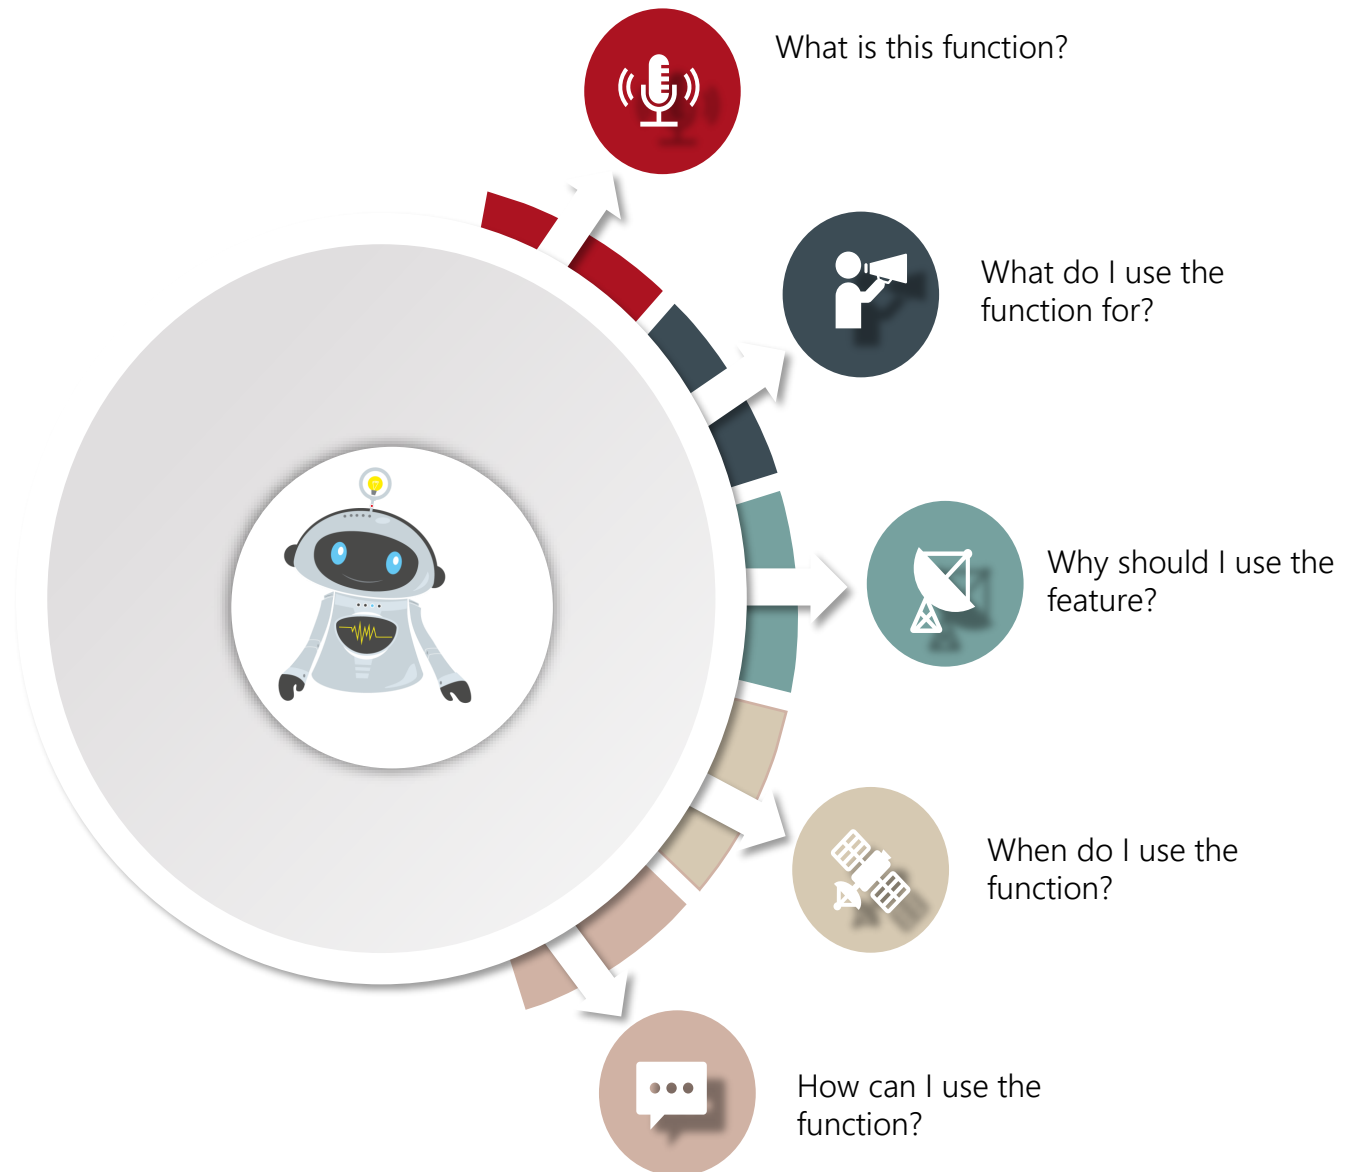 What is this function?
What do I use the
function for?
Why should I use the
feature?
When do I use the
function?
How can I use the
function?